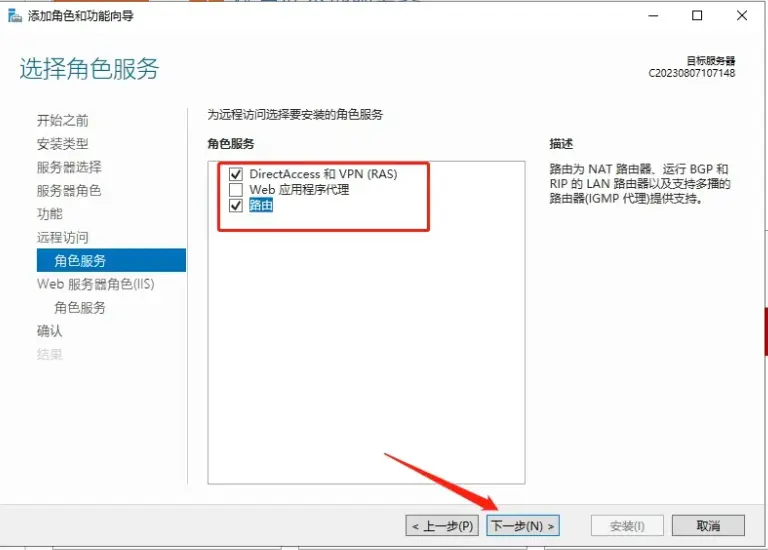 添加角色和功能向导
选择角色服务
目标服务器
C20230807107148
开始之前
安装类型
服务器选择
服务器角色
功能
远程访问
角色服务
Web 服务器角色(IIS)
角色服务
确认
结果
为远程访问选择要安装的角色服务
角色服务
DirectAccess 和 VPN (RAS)
Web 应用程序代理
路由
描述
路由为 NAT 路由器、运行 BGP 和
RIP 的 LAN 路由器以及支持多播的
路由器(IGMP 代理)提供支持。
< 上一步(P)
下一步(N) >
安装(I)
取消